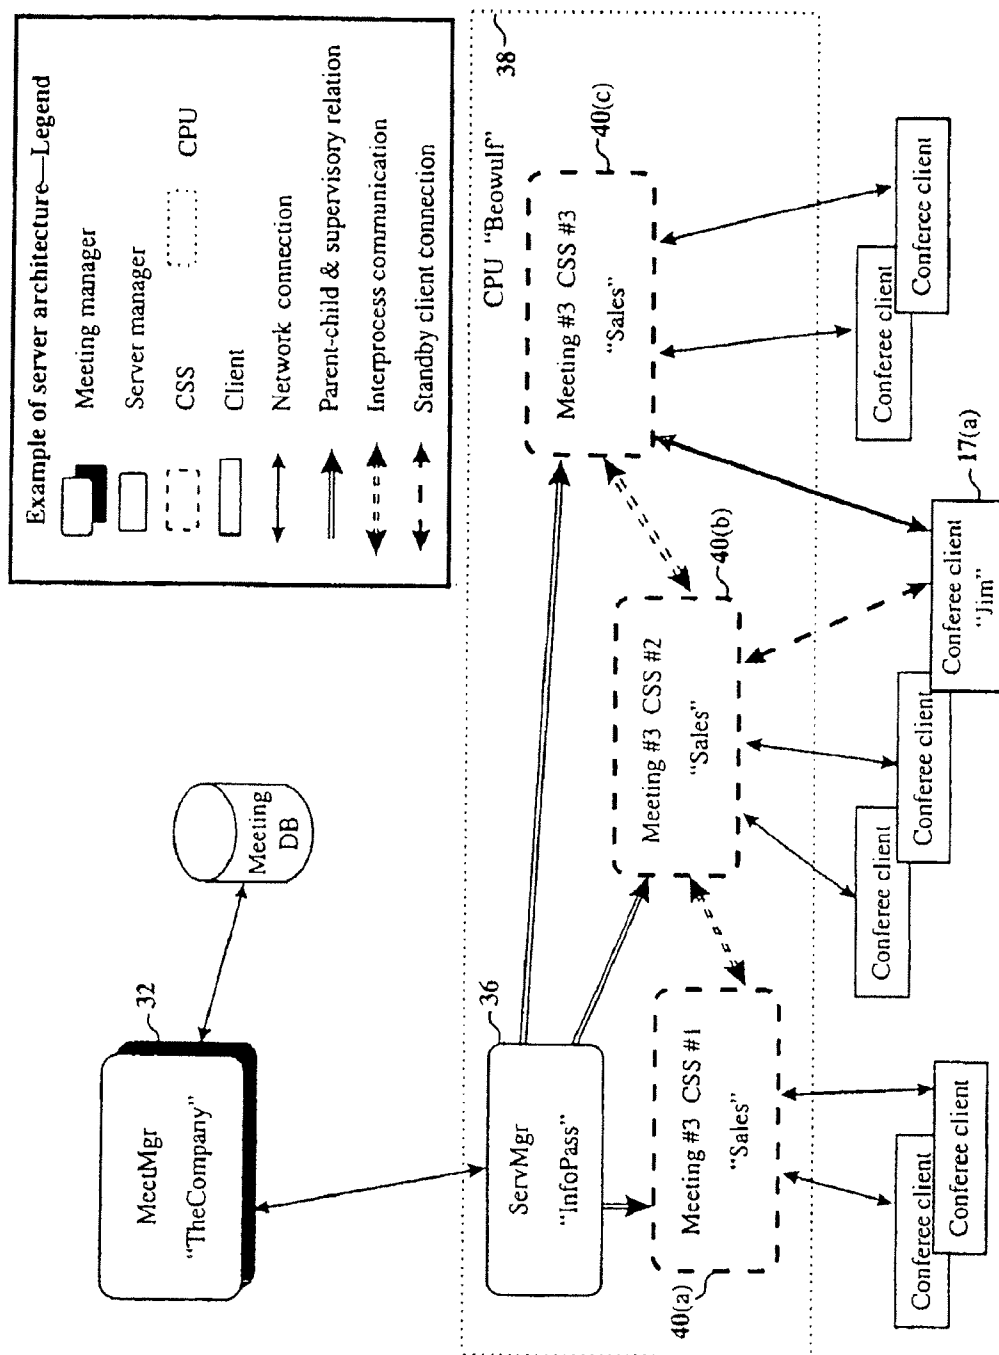 Example of server architecture—Legend
Meeting manager
Server manager
CSS
CPU
Client
Network connection
Parent-child & supervisory relation
Interprocess communication
Standby client connection
32
MeetMgr
"TheCompany"
Meeting
DB
36
ServMgr
"InfoPass"
CPU "Beowulf"
38
Meeting #3 CSS #1
"Sales"
40(a)
Meeting #3 CSS #2
"Sales"
40(b)
Meeting #3 CSS #3
"Sales"
40(c)
Conferee client
Conferee client
Conferee client
Conferee client
Conferee client
"Jim"
17(a)
Conferee client
Conferee client